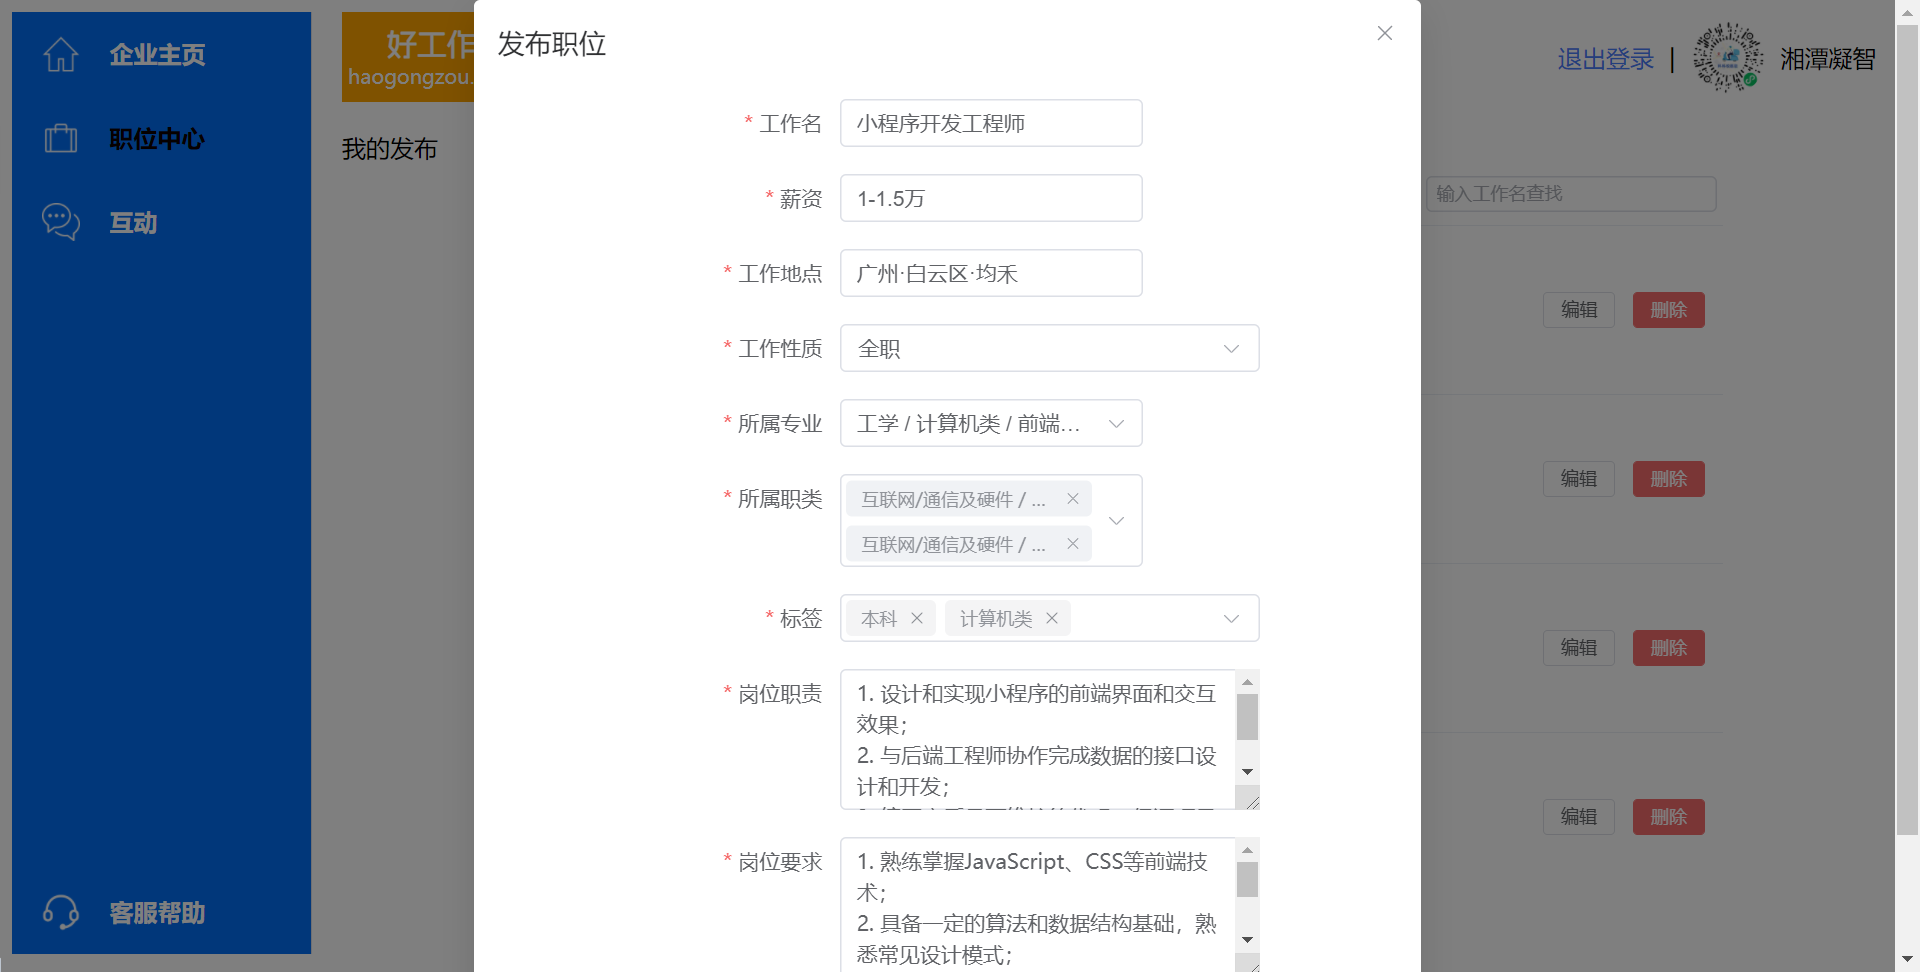 企业主页
职位中心
互动
客服帮助
好工作
haogongzou.
我的发布
退出登录 |
湘潭凝智
输入工作名查找
编辑 删除
编辑 删除
编辑 删除
编辑 删除
发布职位
* 工作名 小程序开发工程师
* 薪资 1-1.5万
* 工作地点 广州·白云区·均禾
* 工作性质 全职
* 所属专业 工学 / 计算机类 / 前端...
* 所属职类 互联网/通信及硬件 / ...
互联网/通信及硬件 / ...
* 标签 本科 计算机类
* 岗位职责 1. 设计和实现小程序的前端界面和交互
效果；
2. 与后端工程师协作完成数据的接口设
计和开发；
* 岗位要求 1. 熟练掌握JavaScript、CSS等前端技
术；
2. 具备一定的算法和数据结构基础，熟
悉常见设计模式；